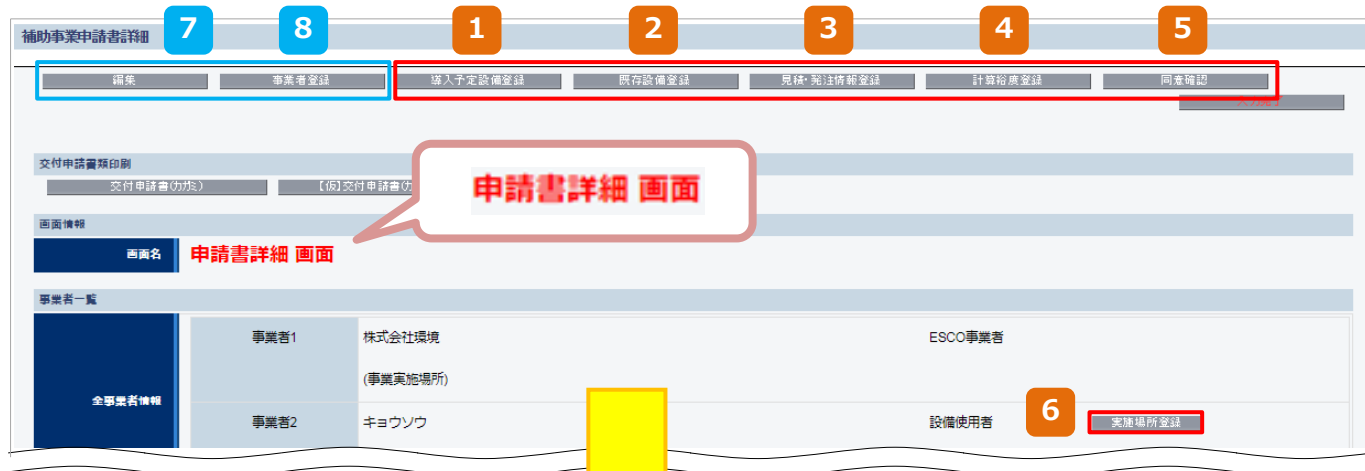 補助事業申請書詳細
7 8 1 2 3 4 5
編集 事業者登録 導入予定設備登録 既存設備登録 見積・発注情報登録 計算裕度登録 同意確認
交付申請書類印刷
交付申請書(カガミ) 【仮】交付申請書(カ
申請書詳細 画面
画面情報
画面名 申請書詳細 画面
事業者一覧
全事業者情報
事業者1 株式会社環境 ESCO事業者
(事業実施場所)
事業者2 キョウソウ 設備使用者 6 実施場所登録